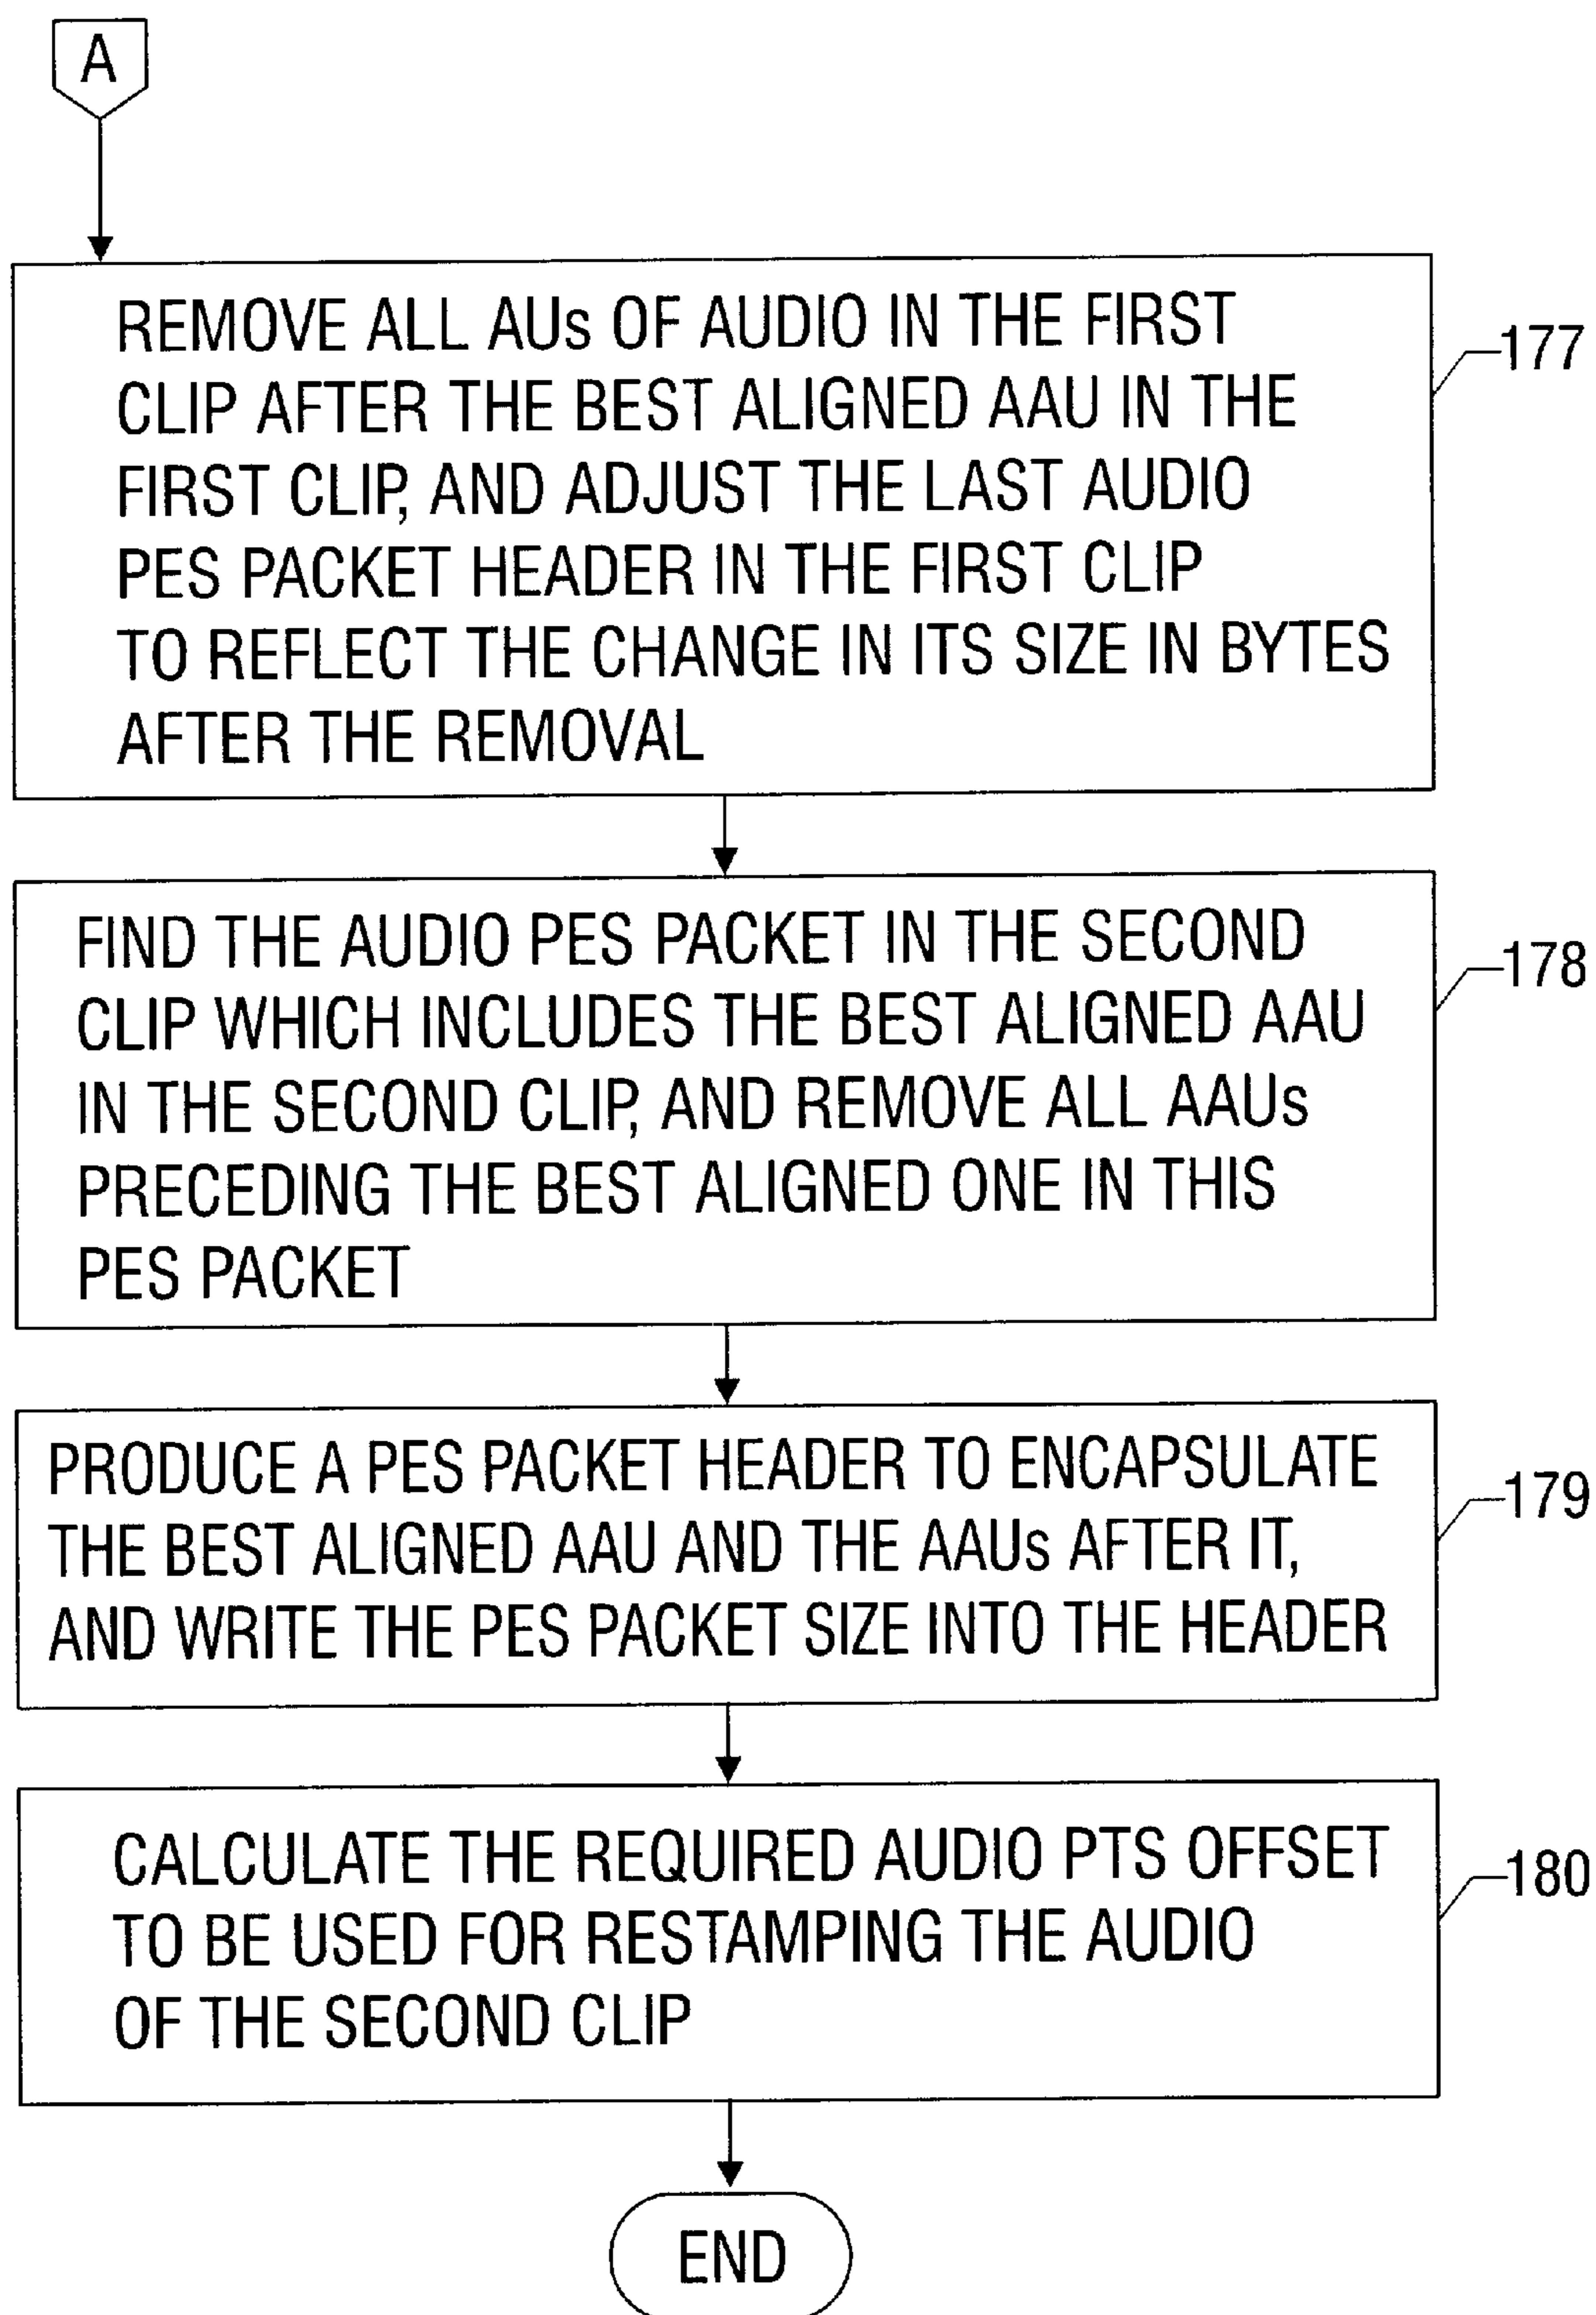 A
REMOVE ALL AUs OF AUDIO IN THE FIRST
CLIP AFTER THE BEST ALIGNED AAU IN THE
FIRST CLIP, AND ADJUST THE LAST AUDIO
PES PACKET HEADER IN THE FIRST CLIP
TO REFLECT THE CHANGE IN ITS SIZE IN BYTES
AFTER THE REMOVAL
177
FIND THE AUDIO PES PACKET IN THE SECOND
CLIP WHICH INCLUDES THE BEST ALIGNED AAU
IN THE SECOND CLIP, AND REMOVE ALL AAUs
PRECEDING THE BEST ALIGNED ONE IN THIS
PES PACKET
178
PRODUCE A PES PACKET HEADER TO ENCAPSULATE
THE BEST ALIGNED AAU AND THE AAUs AFTER IT,
AND WRITE THE PES PACKET SIZE INTO THE HEADER
179
CALCULATE THE REQUIRED AUDIO PTS OFFSET
TO BE USED FOR RESTAMPING THE AUDIO
OF THE SECOND CLIP
180
END